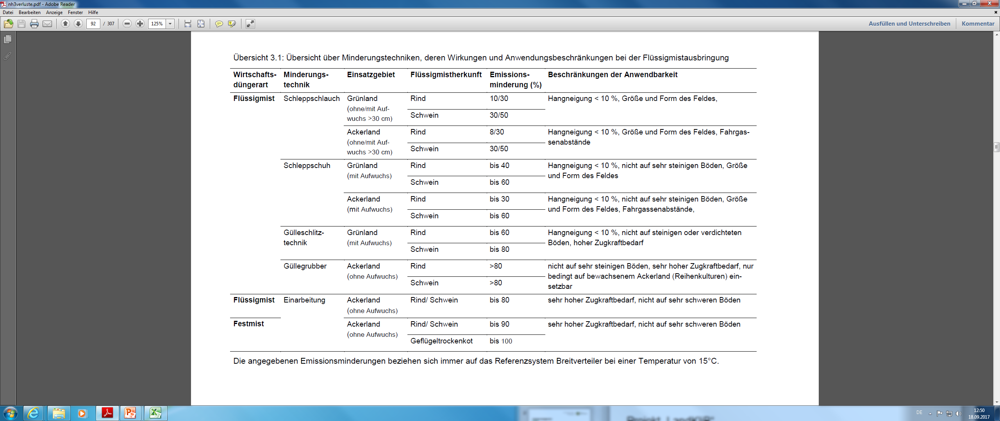 nh3verluste.pdf - Adobe Reader
Datei Bearbeiten Anzeige Fenster Hilfe
92 / 307 125% Ausfüllen und Unterschreiben Kommentar
Übersicht 3.1: Übersicht über Minderungstechniken, deren Wirkungen und Anwendungsbeschränkungen bei der Flüssigmistausbringung
Wirtschafts- Minderungs- Einsatzgebiet Flüssigmistherkunft Emissions- Beschränkungen der Anwendbarkeit
düngerart technik minderung (%)
Flüssigmist Schleppschlauch Grünland Rind 10/30 Hangneigung < 10 %, Größe und Form des Feldes,
(ohne/mit Auf-
wuchs >30 cm) Schwein 30/50
Ackerland Rind 8/30 Hangneigung < 10 %, Größe und Form des Feldes, Fahrgas-
(ohne/mit Auf- senabstände
wuchs >30 cm) Schwein 30/50
Schleppschuh Grünland Rind bis 40 Hangneigung < 10 %, nicht auf sehr steinigen Böden, Größe
(mit Aufwuchs) und Form des Feldes
Schwein bis 60
Ackerland Rind bis 30 Hangneigung < 10 %, nicht auf sehr steinigen Böden, Größe
(mit Aufwuchs) und Form des Feldes, Fahrgassenabstände,
Schwein bis 60
Gülleschlitz- Grünland Rind bis 60 Hangneigung < 10 %, nicht auf steinigen oder verdichteten
technik (mit Aufwuchs) Böden, hoher Zugkraftbedarf
Schwein bis 80
Güllegrubber Ackerland Rind >80 nicht auf sehr steinigen Böden, sehr hoher Zugkraftbedarf, nur
(ohne Aufwuchs) bedingt auf bewachsenem Ackerland (Reihenkulturen) ein-
Schwein >80 setzbar
Flüssigmist Einarbeitung Ackerland Rind/ Schwein bis 80 sehr hoher Zugkraftbedarf, nicht auf sehr schweren Böden
(ohne Aufwuchs)
Festmist Ackerland Rind/ Schwein bis 90 sehr hoher Zugkraftbedarf, nicht auf sehr schweren Böden
(ohne Aufwuchs)
Geflügeltrockenkot bis 100
Die angegebenen Emissionsminderungen beziehen sich immer auf das Referenzsystem Breitverteiler bei einer Temperatur von 15°C.
DE 12:50
18.09.2017